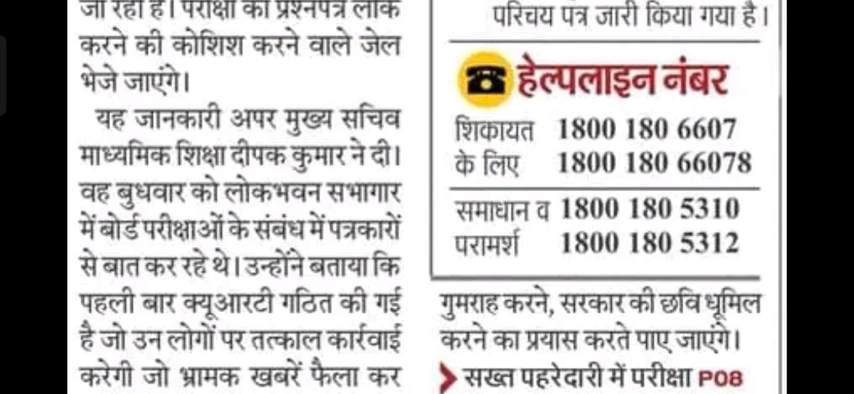 जा रही है। परीक्षा का प्रश्नपत्र लीक
करने की कोशिश करने वाले जेल
भेजे जाएंगे।
यह जानकारी अपर मुख्य सचिव
माध्यमिक शिक्षा दीपक कुमार ने दी।
वह बुधवार को लोकभवन सभागार
में बोर्ड परीक्षाओं के संबंध में पत्रकारों
से बात कर रहे थे। उन्होंने बताया कि
पहली बार क्यूआरटी गठित की गई
है जो उन लोगों पर तत्काल कार्रवाई
करेगी जो भ्रामक खबरें फैला कर
परिचय पत्र जारी किया गया है।
हेल्पलाइन नंबर
शिकायत 1800 180 6607
के लिए 1800 180 66078
समाधान व 1800 180 5310
परामर्श 1800 180 5312
गुमराह करने, सरकार की छवि धूमिल
करने का प्रयास करते पाए जाएंगे।
सख्त पहरेदारी में परीक्षा P08